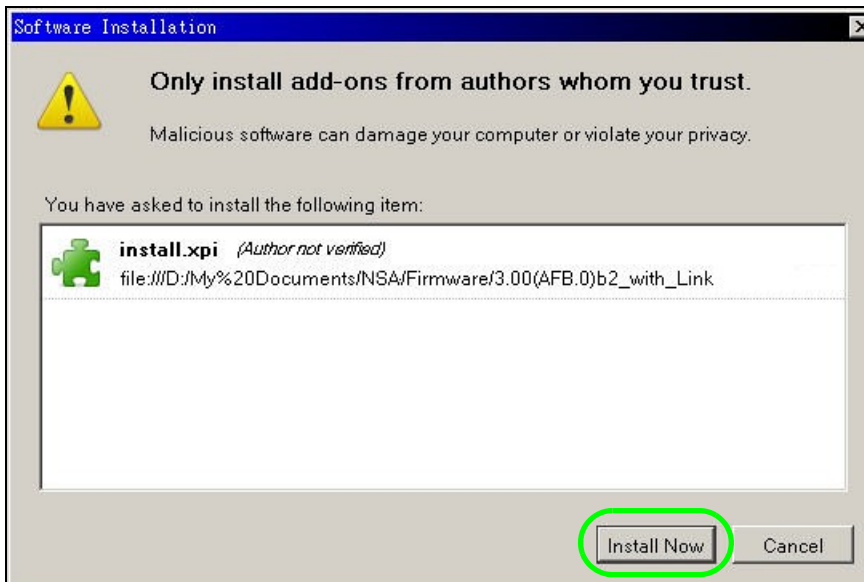 Software Installation
Only install add-ons from authors whom you trust.
Malicious software can damage your computer or violate your privacy.
You have asked to install the following item:
install.xpi (Author not verified)
file:///D:/My%20Documents/NSA/Firmware/3.00(AFB.0)b2_with_Link
Install Now Cancel